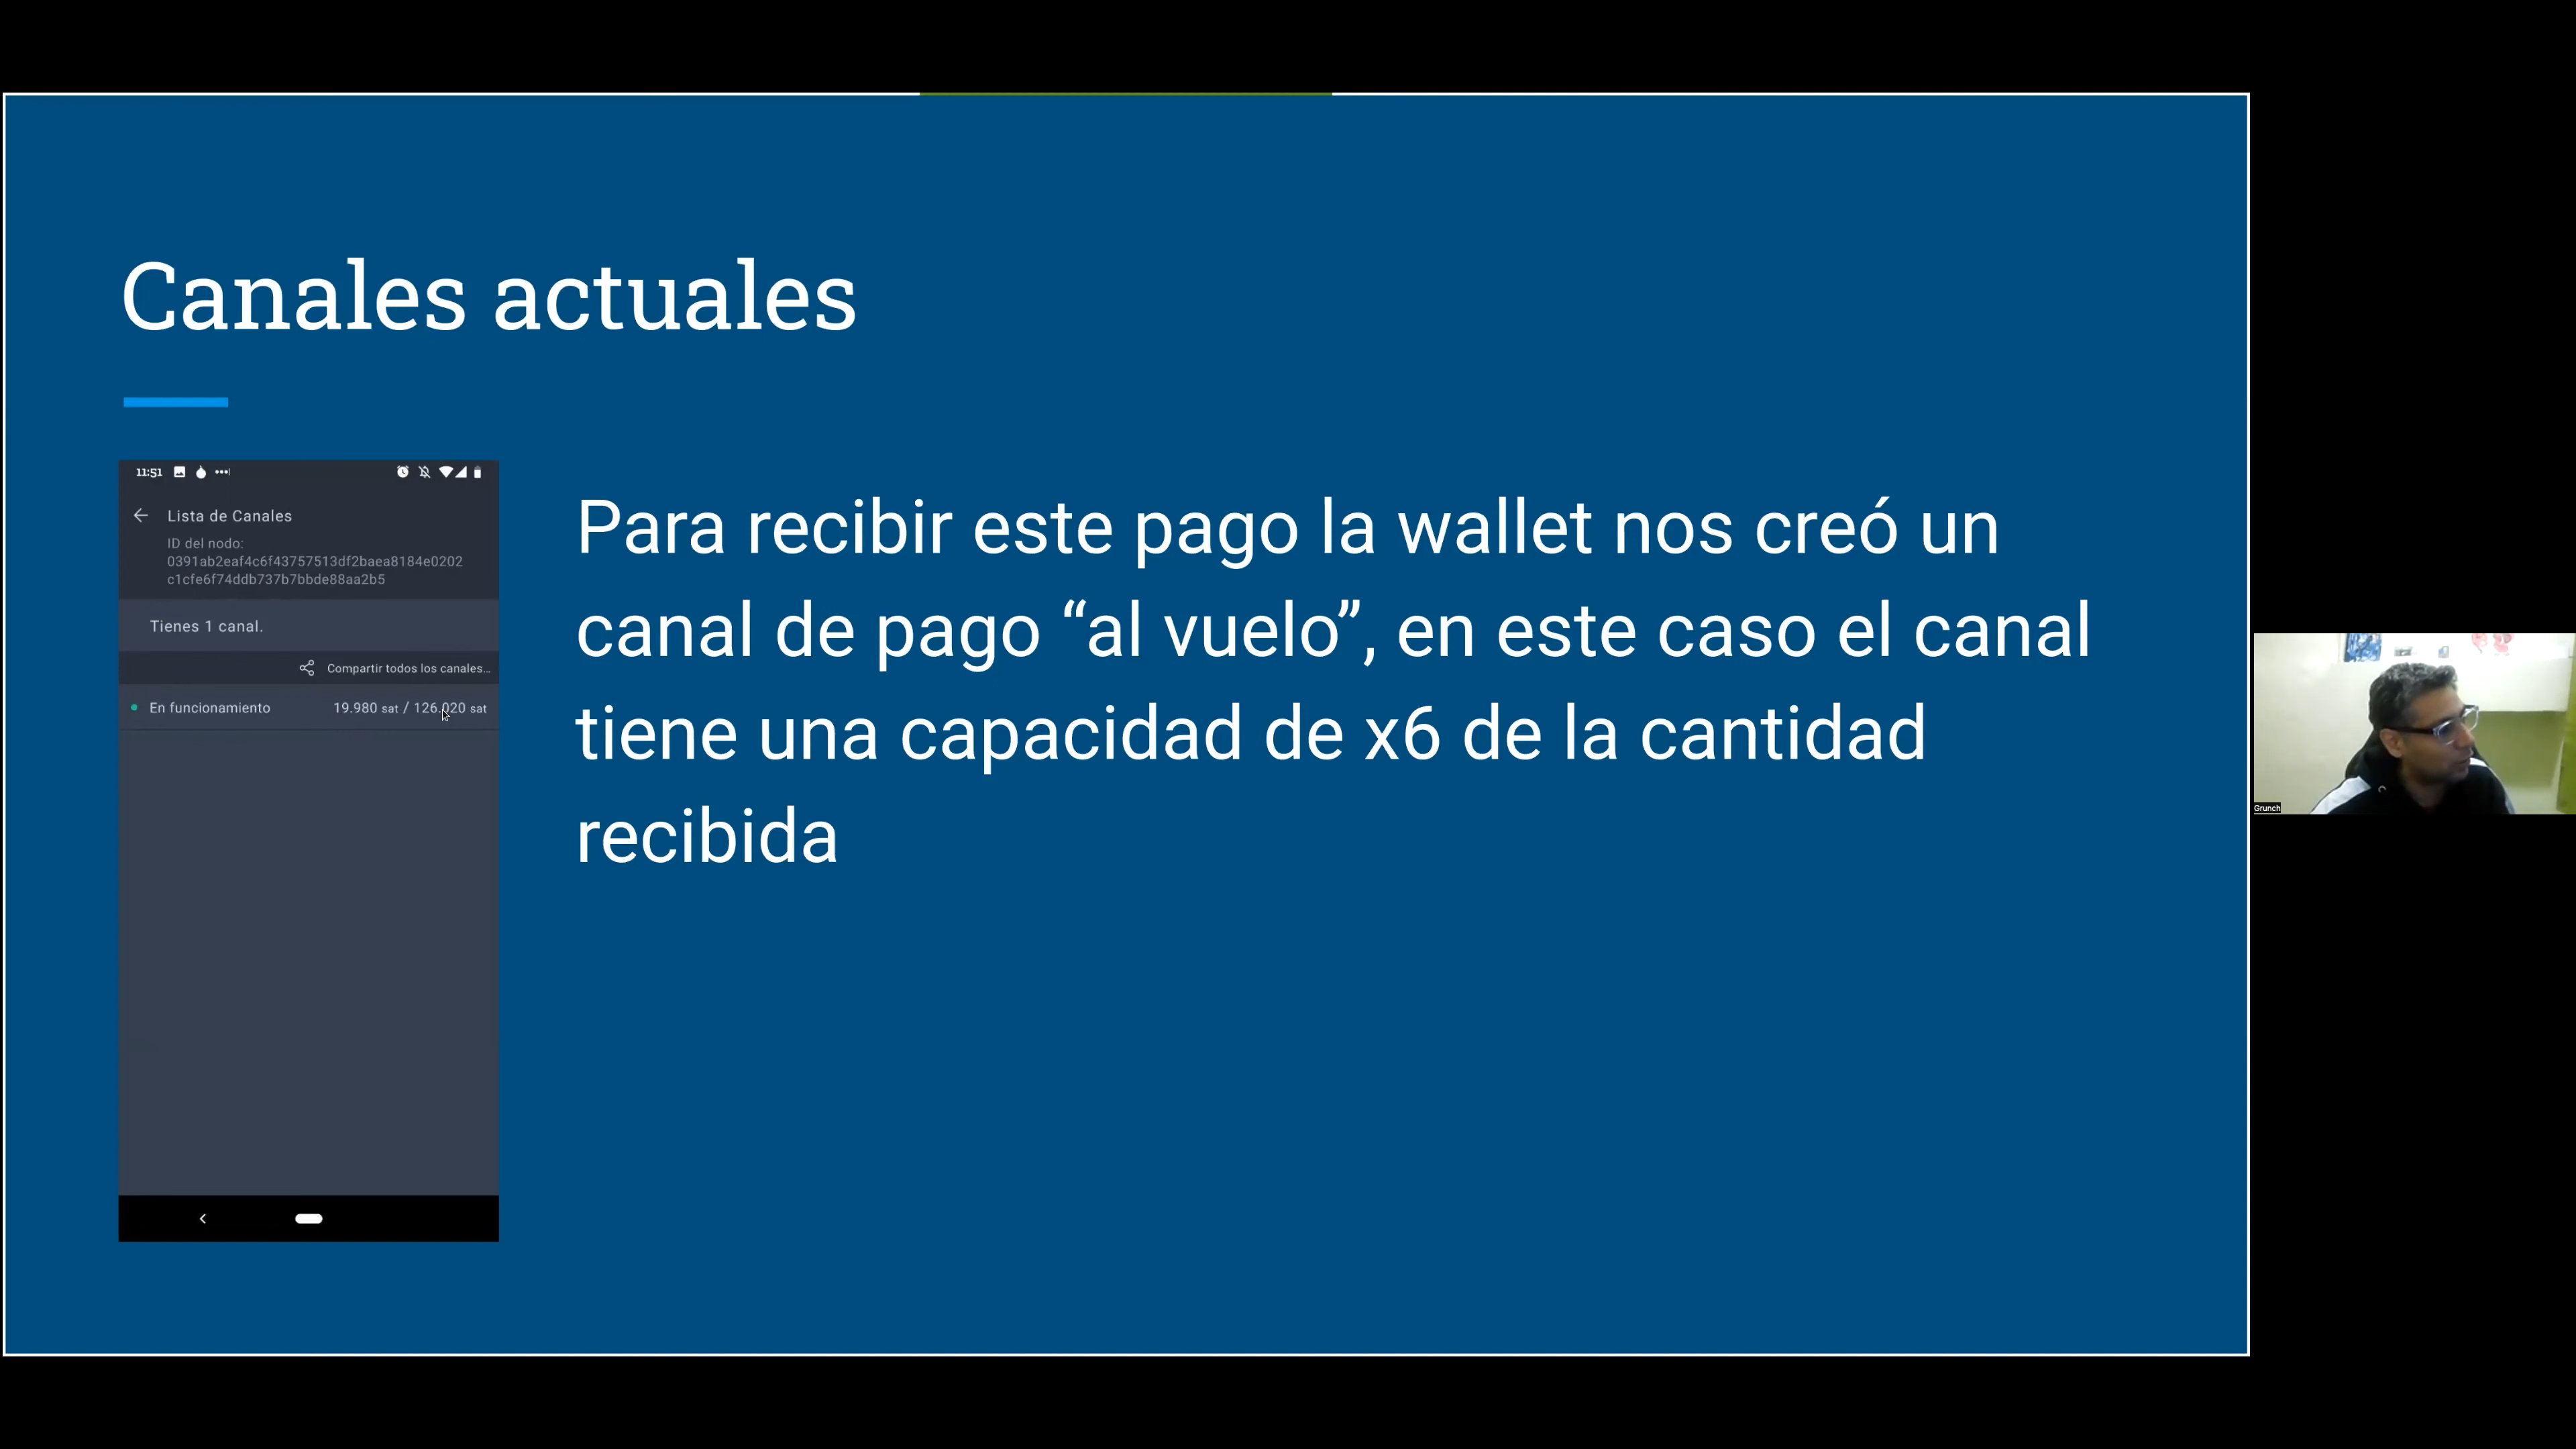 Canales actuales
11:51
Lista de Canales
ID del nodo:
0391ab2eaf4c6f43757513df2baea8184e0202
c1cfe6f74ddb737b7bbde88aa2b5
Tienes 1 canal.
Compartir todos los canales...
En funcionamiento 19.980 sat / 126.020 sat
Para recibir este pago la wallet nos creó un
canal de pago “al vuelo”, en este caso el canal
tiene una capacidad de x6 de la cantidad
recibida
Grunch